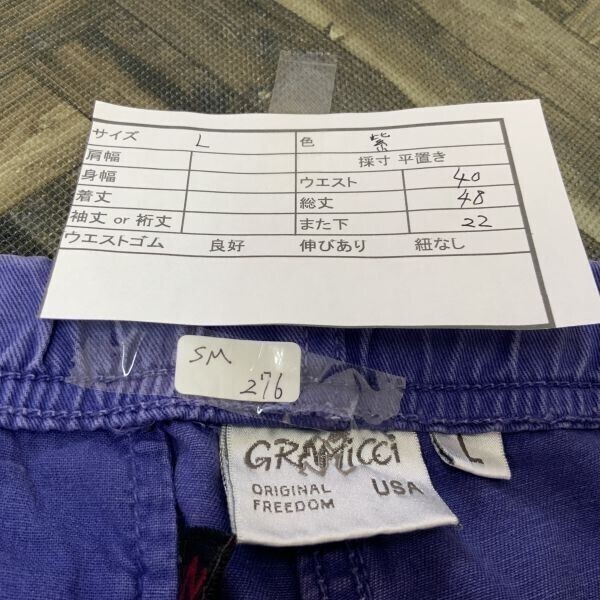 サイズ L 色 紫
肩幅 採寸 平置き
身幅 ウエスト 40
着丈 総丈 48
袖丈 or 裄丈 また下 22
ウエストゴム 良好 伸びあり 紐なし
SM
276
GRAMiCCi
ORIGINAL USA
FREEDOM
L